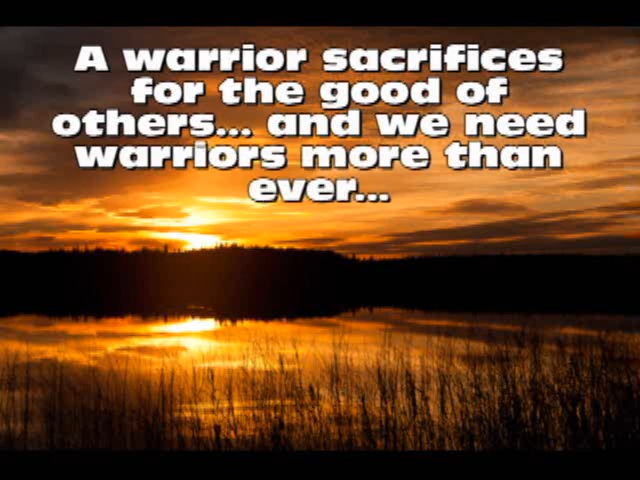 A warrior sacrifices
for the good of
others... and we need
warriors more than
ever...